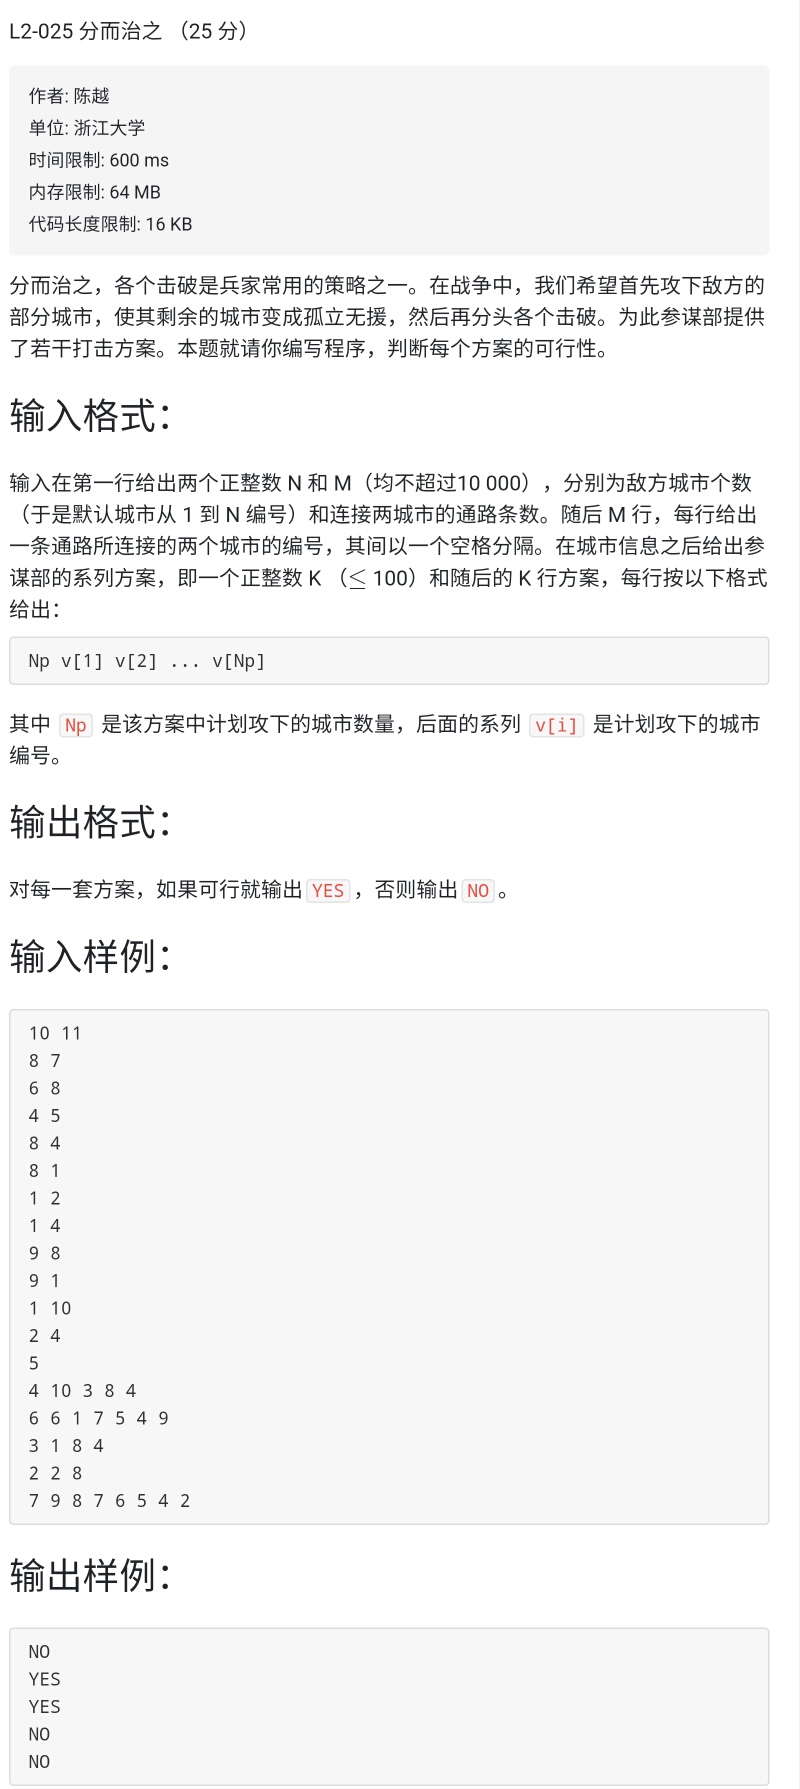 L2-025 分而治之 （25 分）
作者: 陈越
单位: 浙江大学
时间限制: 600 ms
内存限制: 64 MB
代码长度限制: 16 KB
分而治之，各个击破是兵家常用的策略之一。在战争中，我们希望首先攻下敌方的
部分城市，使其剩余的城市变成孤立无援，然后再分头各个击破。为此参谋部提供
了若干打击方案。本题就请你编写程序，判断每个方案的可行性。
输入格式：
输入在第一行给出两个正整数 N 和 M（均不超过10 000），分别为敌方城市个数
（于是默认城市从 1 到 N 编号）和连接两城市的通路条数。随后 M 行，每行给出
一条通路所连接的两个城市的编号，其间以一个空格分隔。在城市信息之后给出参
谋部的系列方案，即一个正整数 K （≤ 100）和随后的 K 行方案，每行按以下格式
给出：
Np v[1] v[2] ... v[Np]
其中 Np 是该方案中计划攻下的城市数量，后面的系列 v[i] 是计划攻下的城市
编号。
输出格式：
对每一套方案，如果可行就输出YES，否则输出NO。
输入样例：
10 11
8 7
6 8
4 5
8 4
8 1
1 2
1 4
9 8
9 1
1 10
2 4
5
4 10 3 8 4
6 6 1 7 5 4 9
3 1 8 4
2 2 8
7 9 8 7 6 5 4 2
输出样例：
NO
YES
YES
NO
NO